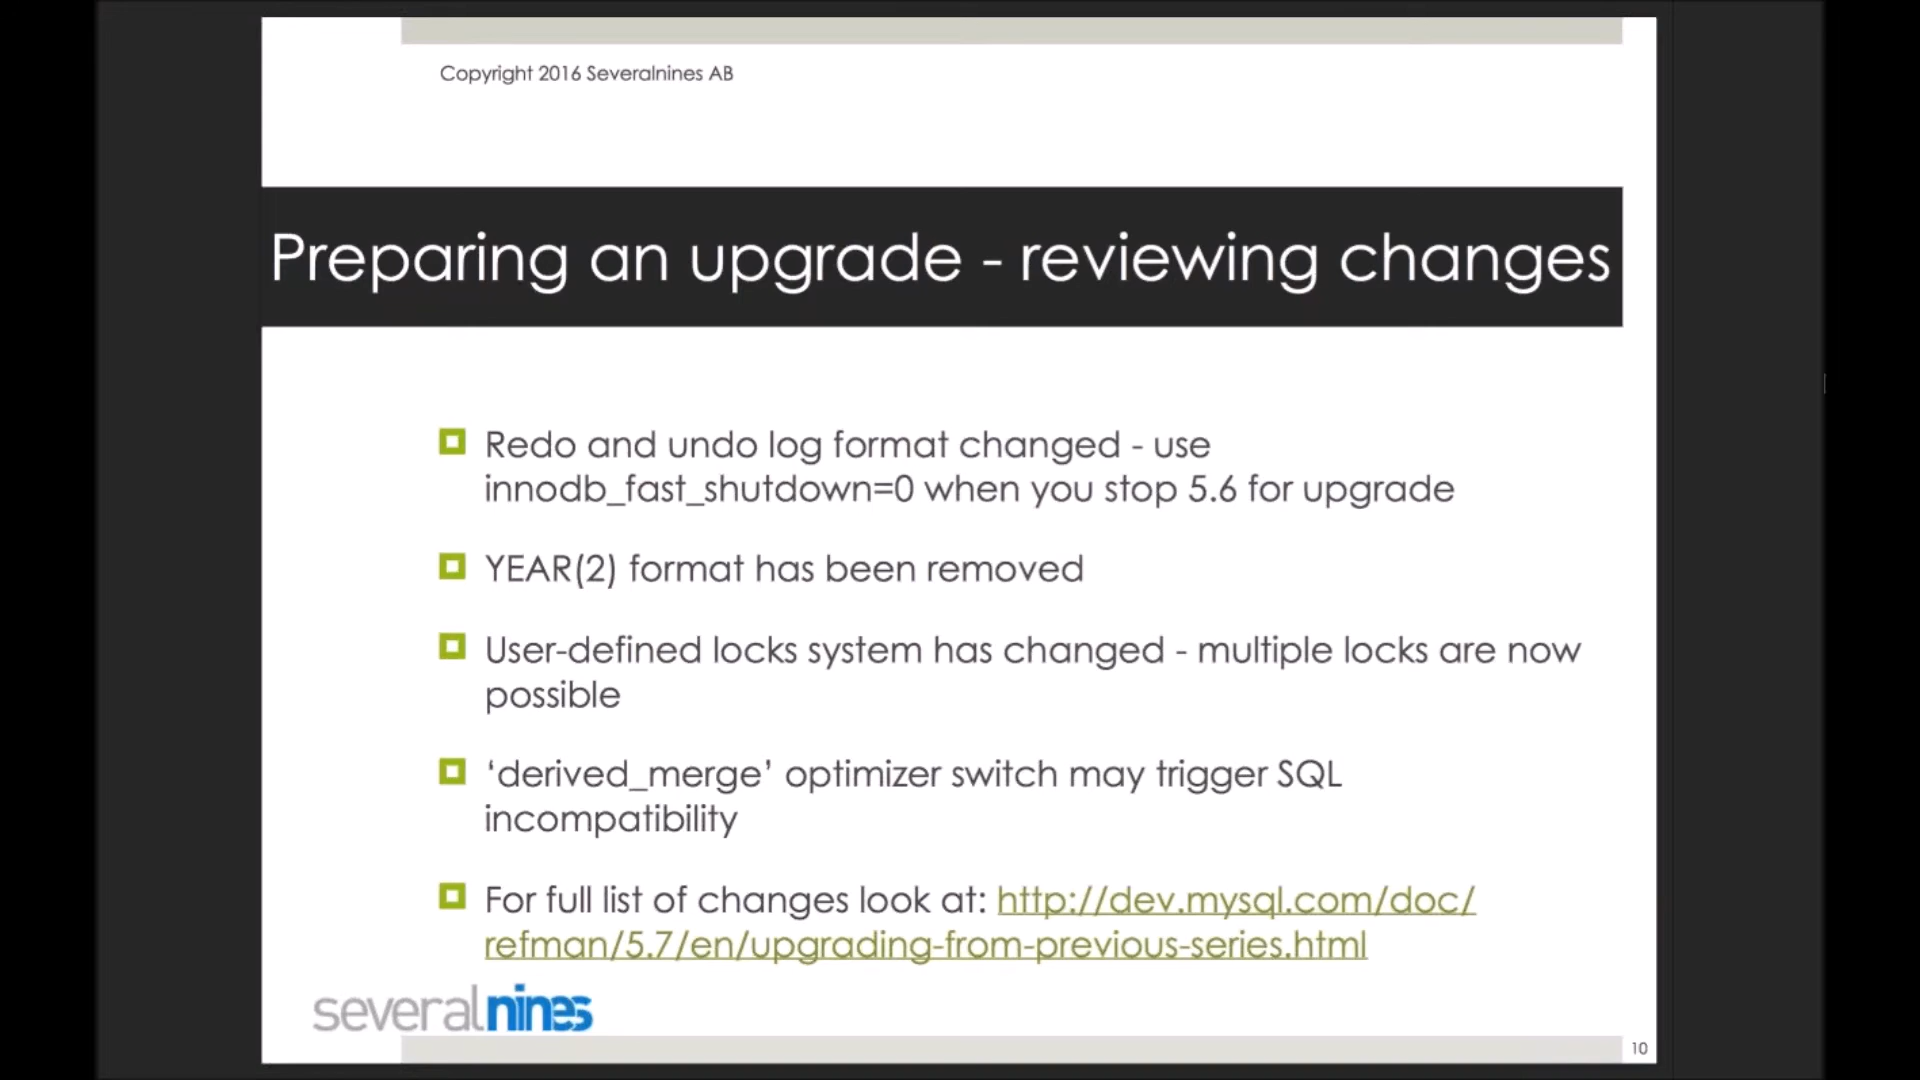 Copyright 2016 Severalnines AB
Preparing an upgrade - reviewing changes
Redo and undo log format changed - use
innodb_fast_shutdown=0 when you stop 5.6 for upgrade
YEAR(2) format has been removed
User-defined locks system has changed - multiple locks are now
possible
‘derived_merge’ optimizer switch may trigger SQL
incompatibility
For full list of changes look at: http://dev.mysql.com/doc/
refman/5.7/en/upgrading-from-previous-series.html
severalnines
10